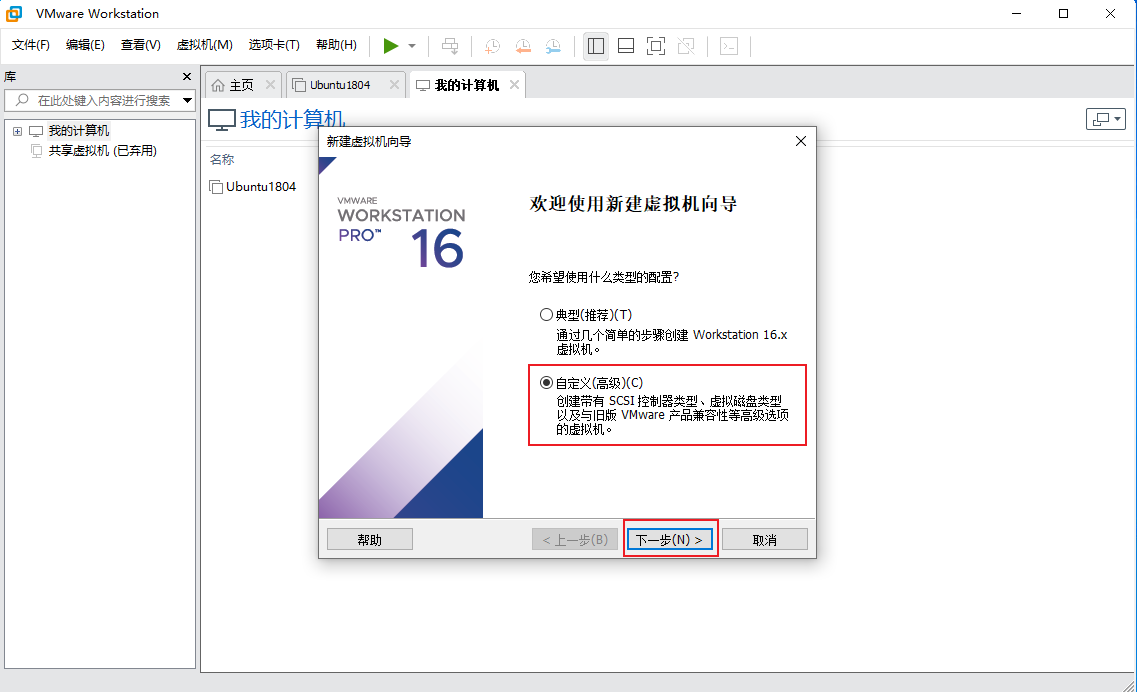 VMware Workstation
文件(F) 编辑(E) 查看(V) 虚拟机(M) 选项卡(T) 帮助(H)
库
在此处键入内容进行搜索
我的计算机
共享虚拟机 (已弃用)
主页 Ubuntu1804 我的计算机
我的计算机
名称
Ubuntu1804
新建虚拟机向导
VMWARE
WORKSTATION
PRO™ 16
欢迎使用新建虚拟机向导
您希望使用什么类型的配置?
典型(推荐)(T)
通过几个简单的步骤创建 Workstation 16.x
虚拟机。
自定义(高级)(C)
创建带有 SCSI 控制器类型、虚拟磁盘类型
以及与旧版 VMware 产品兼容性等高级选项
的虚拟机。
帮助 < 上一步(B) 下一步(N) > 取消